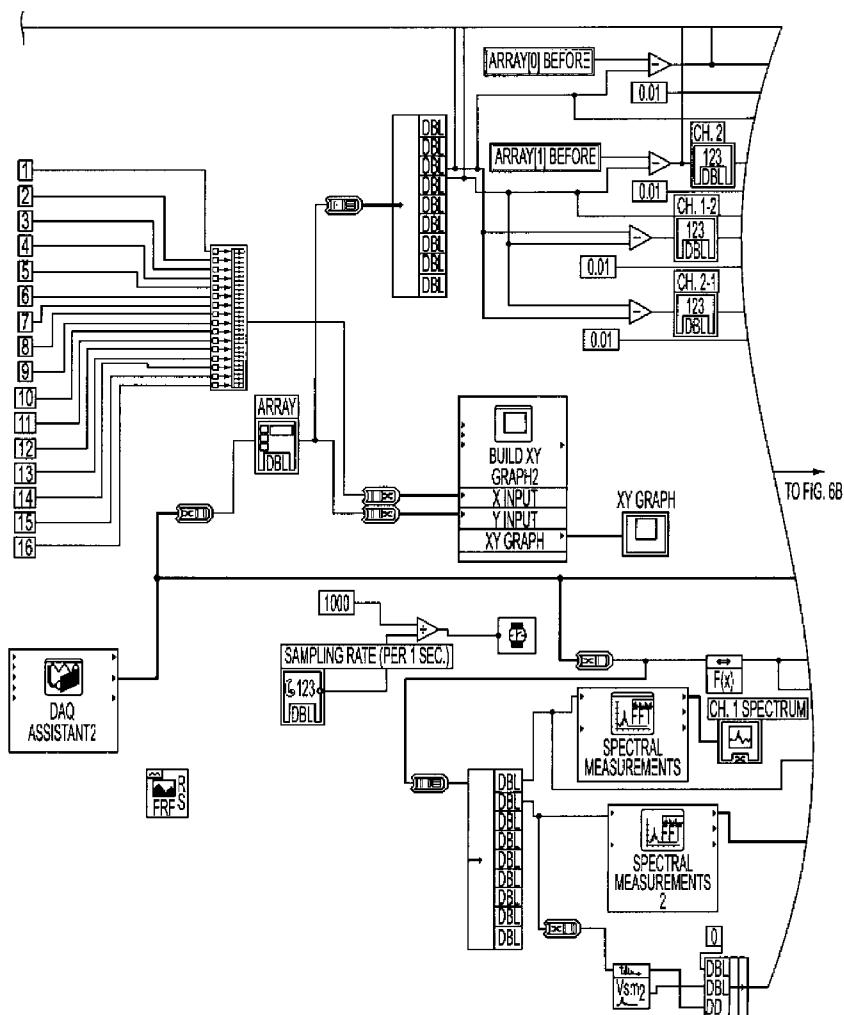 ARRAY[0] BEFORE
0.01
CH. 2
ARRAY[1] BEFORE
123
DBL
0.01
CH. 1-2
123
DBL
0.01
CH. 2-1
123
DBL
0.01
DBL
DBL
DBL
DBL
DBL
DBL
DBL
DBL
DBL
1
2
3
4
5
6
7
8
9
10
11
12
13
14
15
16
ARRAY
DBL
BUILD XY
GRAPH2
X INPUT
Y INPUT
XY GRAPH
XY GRAPH
TO FIG. 6B
1000
SAMPLING RATE (PER 1 SEC.)
123
DBL
DAQ
ASSISTANT2
FRF
RS
F(x)
CH. 1 SPECTRUM
FFT
SPECTRAL
MEASUREMENTS
FFT
SPECTRAL
MEASUREMENTS
2
DBL
DBL
DBL
DBL
DBL
DBL
DBL
DBL
DBL
0
DBL
DBL
DD